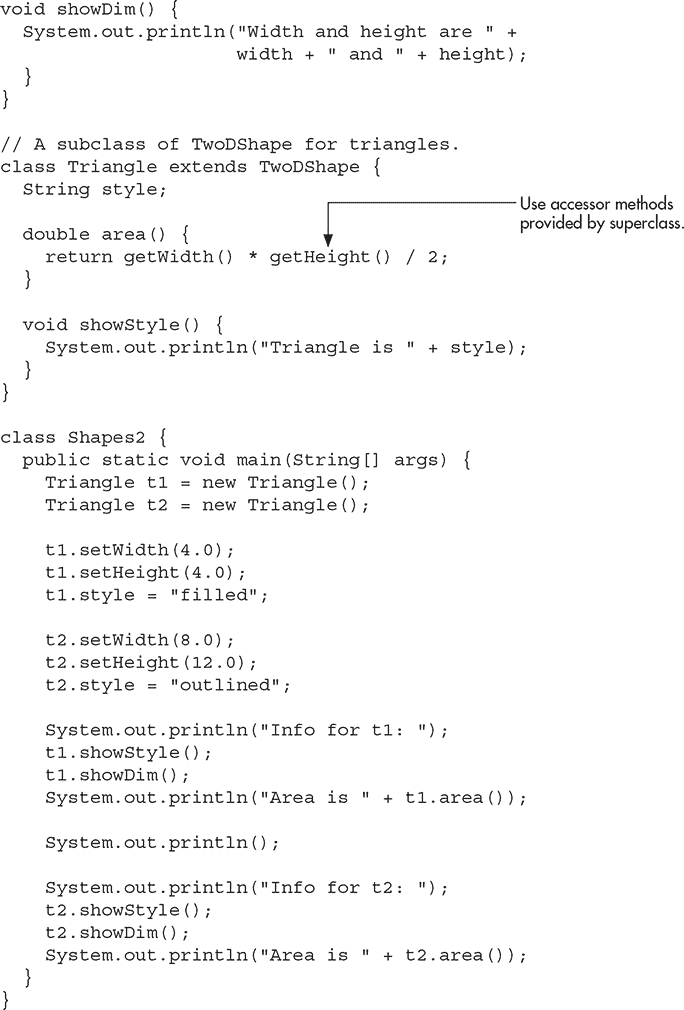 void showDim() {
  System.out.println("Width and height are " +
                     width + " and " + height);
  }
}

// A subclass of TwoDShape for triangles.
class Triangle extends TwoDShape {
  String style;

Use accessor methods
provided by superclass.
  double area() {
    return getWidth() * getHeight() / 2;
  }

  void showStyle() {
    System.out.println("Triangle is " + style);
  }
}

class Shapes2 {
  public static void main(String[] args) {
    Triangle t1 = new Triangle();
    Triangle t2 = new Triangle();

    t1.setWidth(4.0);
    t1.setHeight(4.0);
    t1.style = "filled";

    t2.setWidth(8.0);
    t2.setHeight(12.0);
    t2.style = "outlined";

    System.out.println("Info for t1: ");
    t1.showStyle();
    t1.showDim();
    System.out.println("Area is " + t1.area());

    System.out.println();

    System.out.println("Info for t2: ");
    t2.showStyle();
    t2.showDim();
    System.out.println("Area is " + t2.area());
  }
}